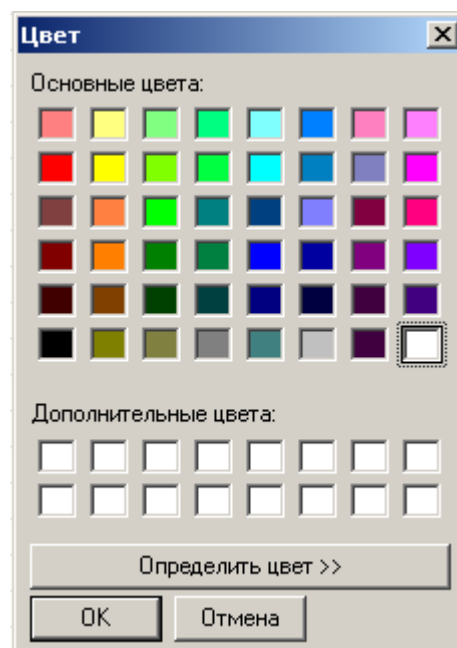 Цвет
Основные цвета:
Дополнительные цвета:
Определить цвет >>
OK
Отмена